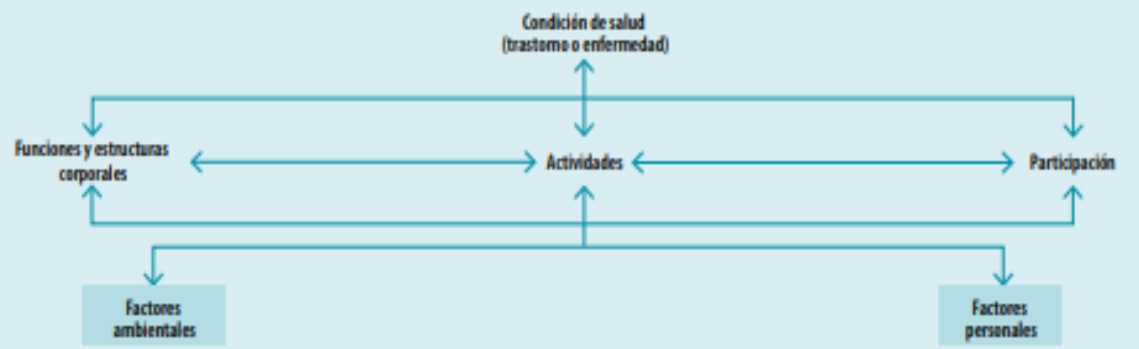 Condición de salud
(trastorno o enfermedad)
Funciones y estructuras
corporales
Actividades
Participación
Factores
ambientales
Factores
personales